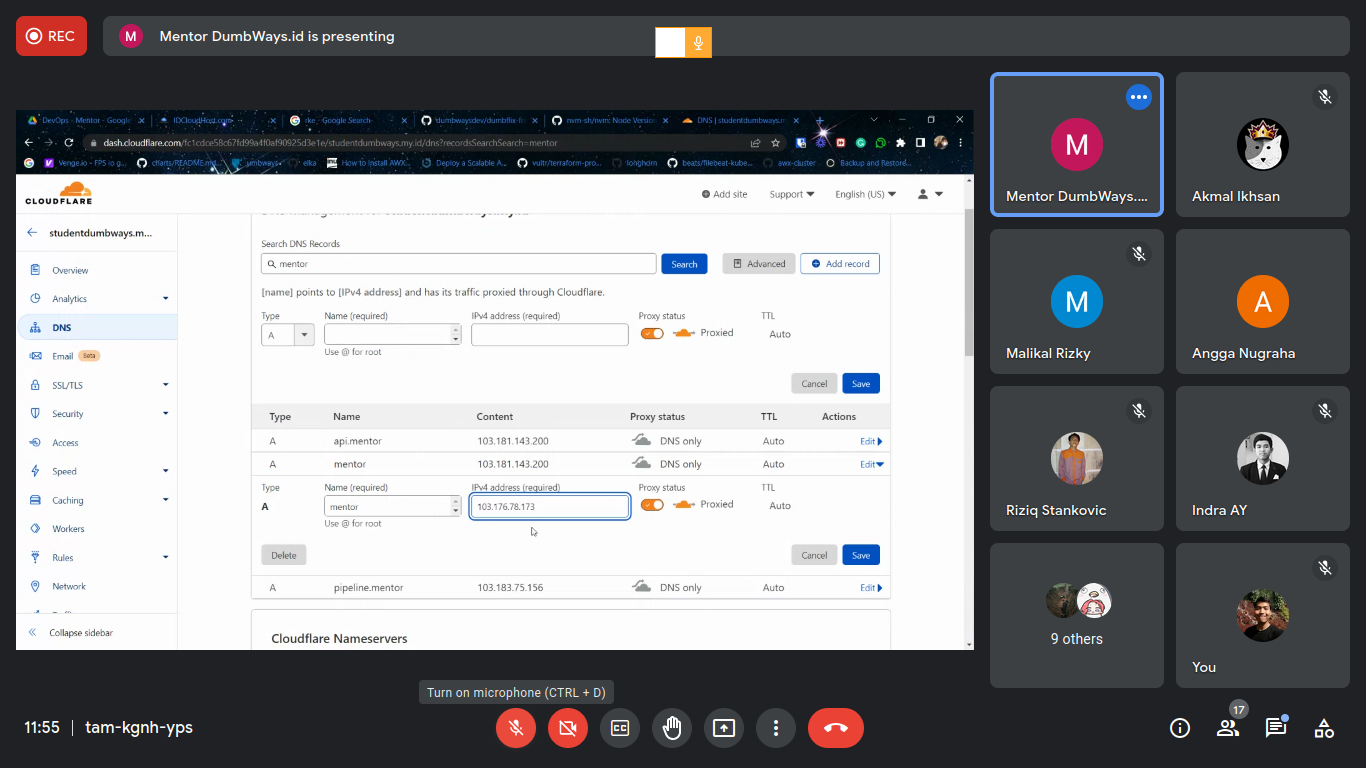 REC
M
Mentor DumbWays.id is presenting
DevOps - Mentor - Google
IDCloudHost.com
rke - Google Search
dumbwaysdev/dumbflix-fr
nvm-sh/nvm: Node Version
DNS | studentdumbways.m
dash.cloudflare.com/fc1cdce58c67fd99a4f0af90925d3e1e/studentdumbways.my.id/dns?recordsSearchSearch=mentor
Venge.io - FPS io g...
charts/README.md...
umbways
elka
How to install AWX...
Deploy a Scalable A...
vultr/terraform-pro...
longhorn
beats/filebeat-kube...
awx-cluster
Backup and Restore...
CLOUDFLARE
Add site
Support
English (US)
studentdumbways.m...
Overview
Analytics
DNS
Email Beta
SSL/TLS
Security
Access
Speed
Caching
Workers
Rules
Network
Collapse sidebar
Search DNS Records
mentor
Search
Advanced
Add record
[name] points to [IPv4 address] and has its traffic proxied through Cloudflare.
Type Name (required) IPv4 address (required) Proxy status TTL
A Proxied Auto
Use @ for root
Cancel Save
Type Name Content Proxy status TTL Actions
A api.mentor 103.181.143.200 DNS only Auto Edit
A mentor 103.181.143.200 DNS only Auto Edit
Type Name (required) IPv4 address (required) Proxy status TTL
A mentor 103.176.78.173 Proxied Auto
Use @ for root
Delete Cancel Save
A pipeline.mentor 103.183.75.156 DNS only Auto Edit
Cloudflare Nameservers
M
Mentor DumbWays....
Akmal Ikhsan
M
Malikal Rizky
A
Angga Nugraha
Riziq Stankovic
Indra AY
9 others
You
Turn on microphone (CTRL + D)
11:55 | tam-kgnh-yps
17